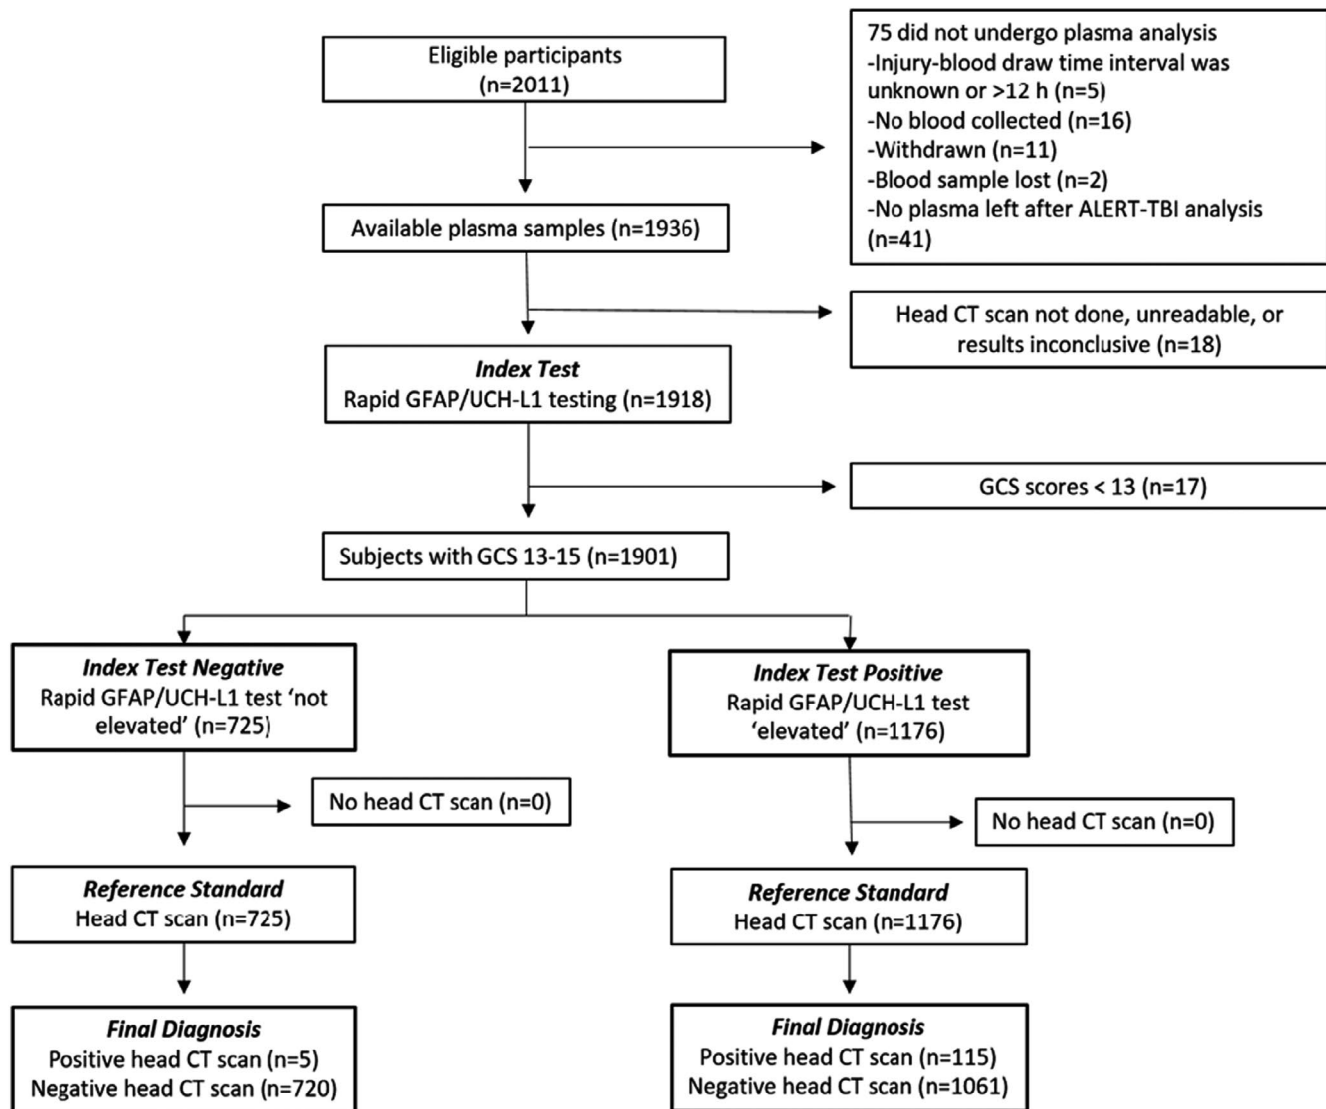 Eligible participants
(n=2011)
75 did not undergo plasma analysis
-Injury-blood draw time interval was
unknown or >12 h (n=5)
-No blood collected (n=16)
-Withdrawn (n=11)
-Blood sample lost (n=2)
-No plasma left after ALERT-TBI analysis
(n=41)
Available plasma samples (n=1936)
Head CT scan not done, unreadable, or
results inconclusive (n=18)
Index Test
Rapid GFAP/UCH-L1 testing (n=1918)
GCS scores < 13 (n=17)
Subjects with GCS 13-15 (n=1901)
Index Test Negative
Rapid GFAP/UCH-L1 test ‘not
elevated’ (n=725)
Index Test Positive
Rapid GFAP/UCH-L1 test
‘elevated’ (n=1176)
No head CT scan (n=0)
No head CT scan (n=0)
Reference Standard
Head CT scan (n=725)
Reference Standard
Head CT scan (n=1176)
Final Diagnosis
Positive head CT scan (n=5)
Negative head CT scan (n=720)
Final Diagnosis
Positive head CT scan (n=115)
Negative head CT scan (n=1061)